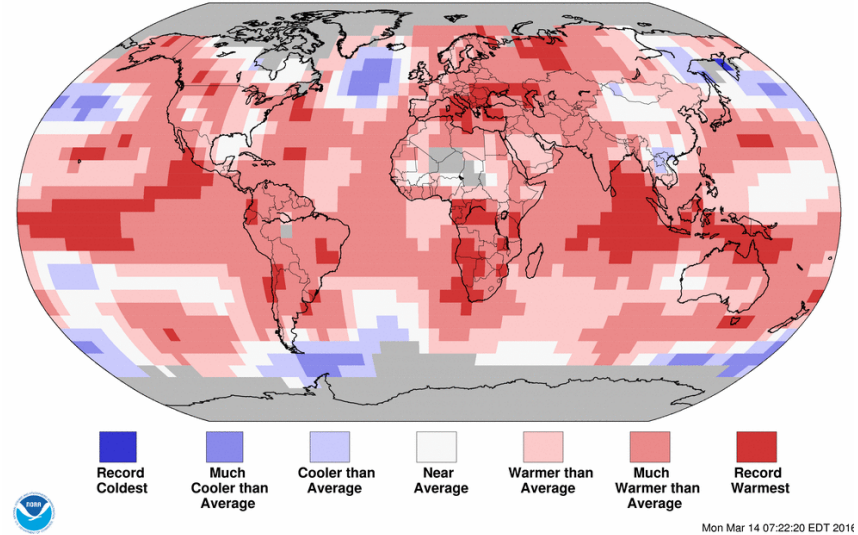 Record
Coldest
Much
Cooler than
Average
Cooler than
Average
Near
Average
Warmer than
Average
Much
Warmer than
Average
Record
Warmest
NOAA
Mon Mar 14 07:22:20 EDT 2016